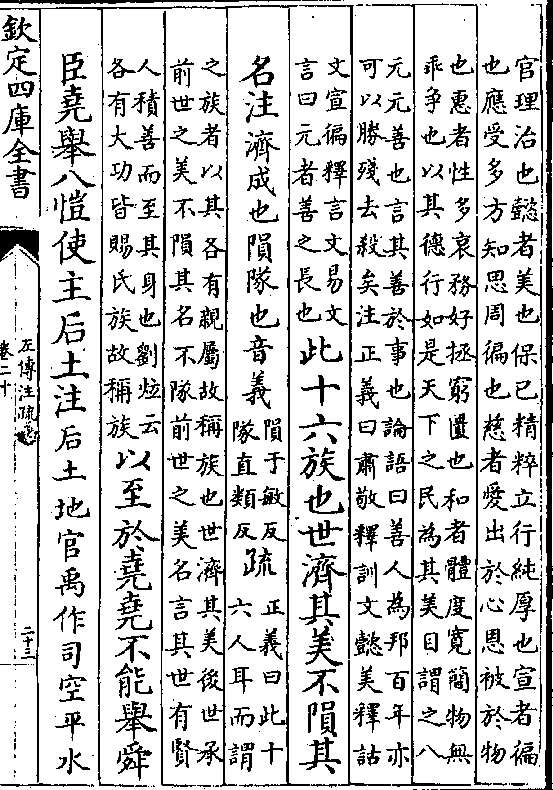 官理治也懿者美也保已精粹立行純厚也宣者徧
也應受多方知思周徧也慈者愛出於心恩被於物
也惠者性多哀務好拯窮匱也和者體度寛簡物無
乖爭也以其德行如是天下之民為其美目謂之八
元元善也言其善於事也論語曰善人為邦百年亦
可以勝殘去殺矣注正義曰肅敬釋訓文懿美釋詁
文宣徧釋言文易文
言曰元者善之長也
此十六族也世濟其美不隕其
名注濟成也隕隊也音義
隕于敏反
隊直類反
疏
正義曰此十
六人耳而謂
之族者以其各有親屬故稱族也世濟其美後世承
前世之美不隕其名不隊前世之美名言其世有賢
人積善而至其身也劉炫云
各有大功皆賜氏族故稱族
以至於堯堯不能舉舜
臣堯舉八愷使主后土注后土地官禹作司空平水
欽定四庫全書
左傳注疏
卷二十
二十三